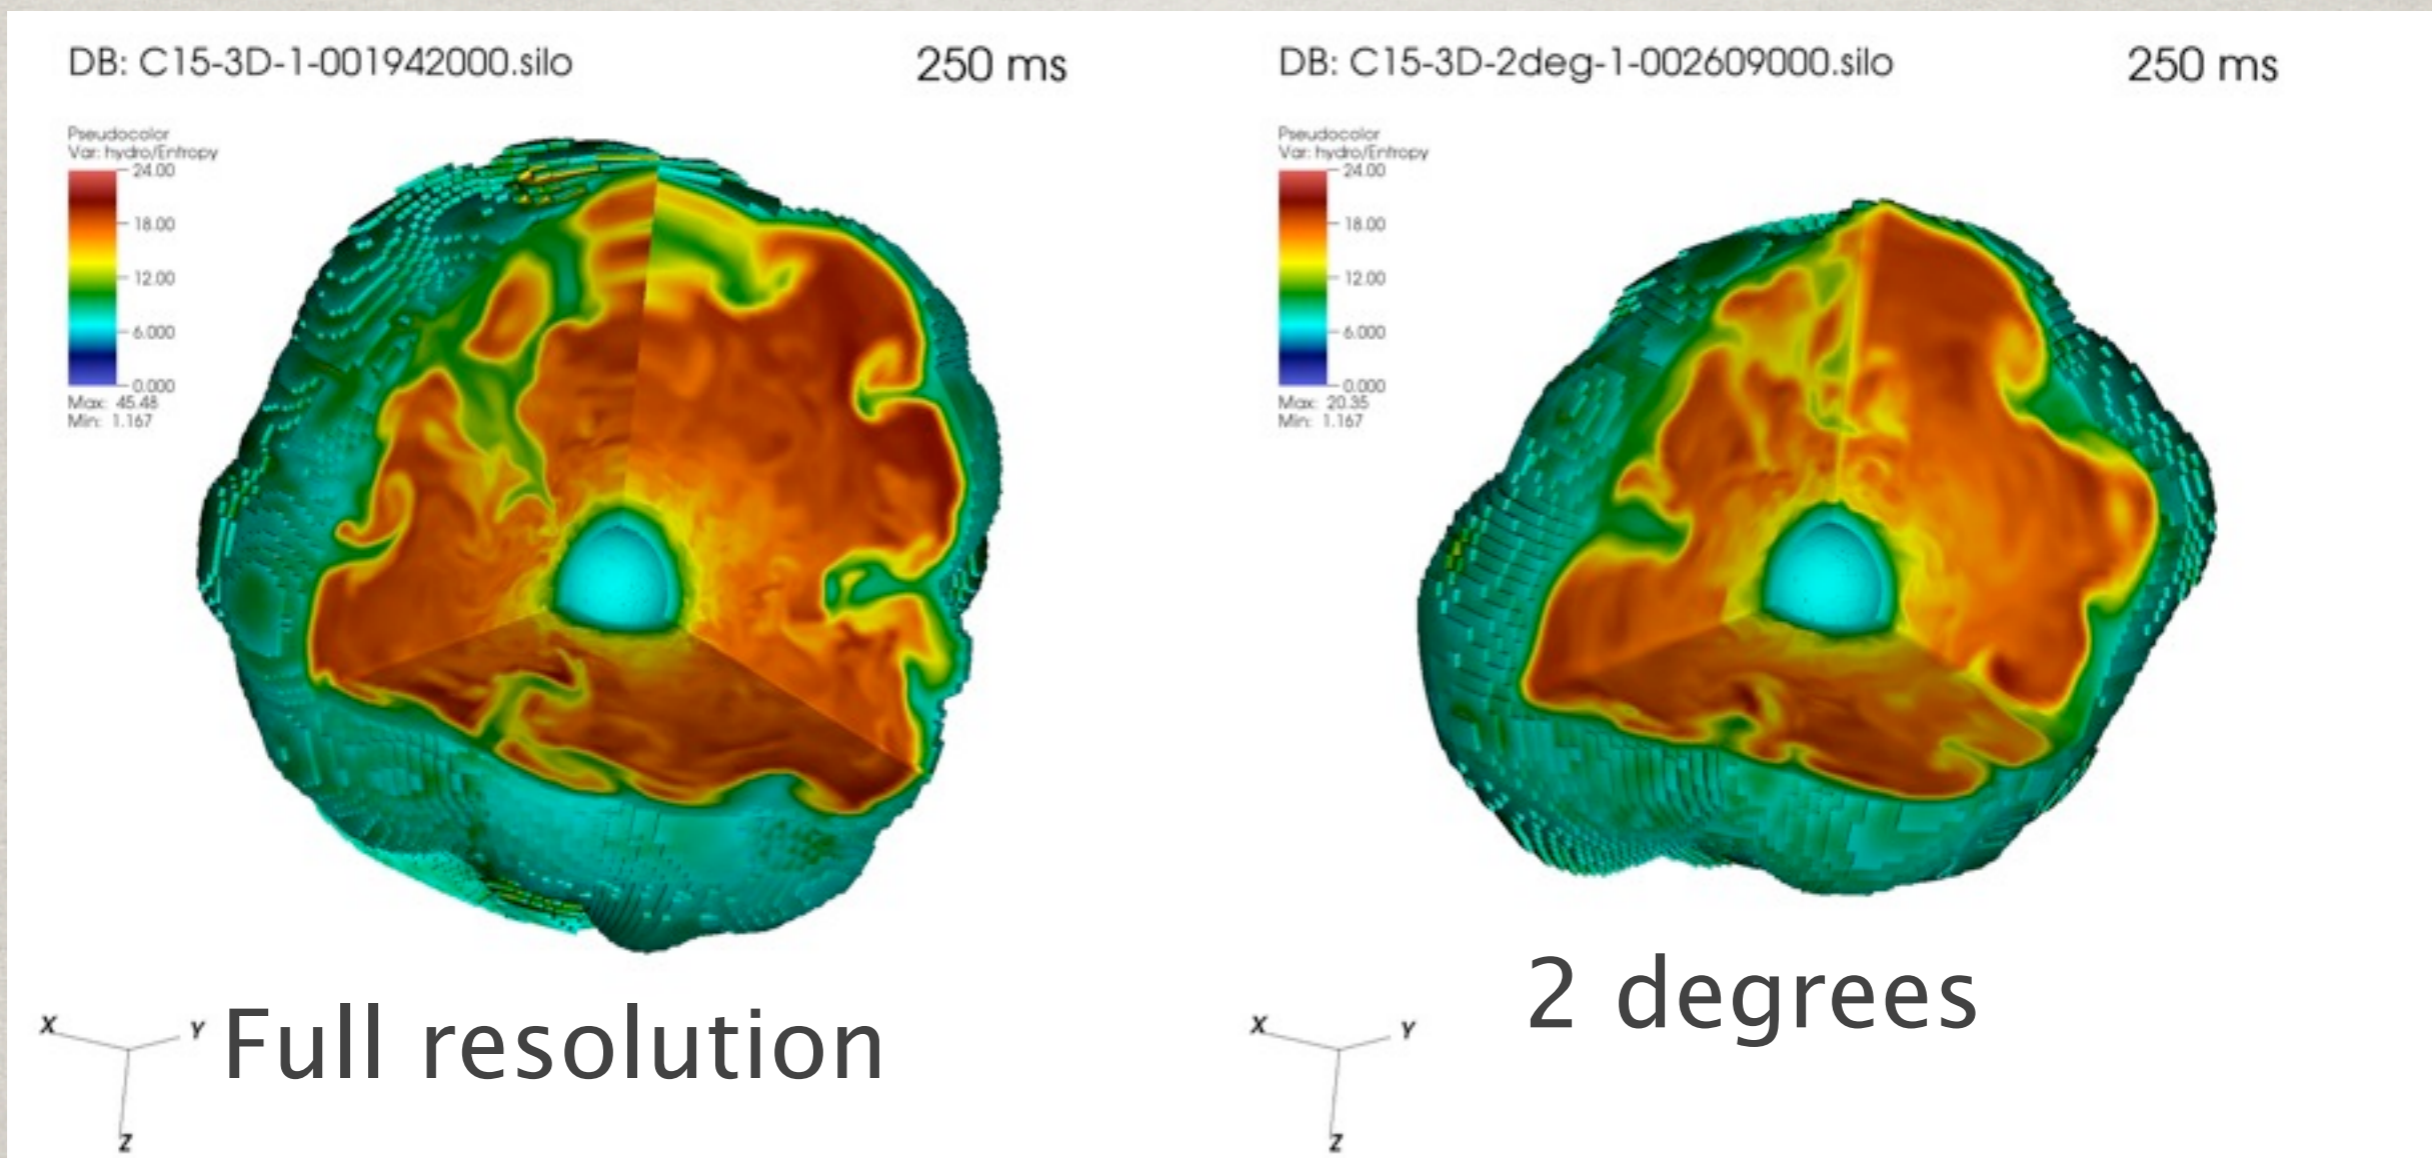 DB: C15-3D-1-001942000.silo
250 ms
Pseudocolor
Var: hydro/Entropy
24.00
18.00
12.00
6.000
0.000
Max: 45.48
Min: 1.167
X
Y
Z
Full resolution
DB: C15-3D-2deg-1-002609000.silo
250 ms
Pseudocolor
Var: hydro/Entropy
24.00
18.00
12.00
6.000
0.000
Max: 20.35
Min: 1.167
X
Y
Z
2 degrees